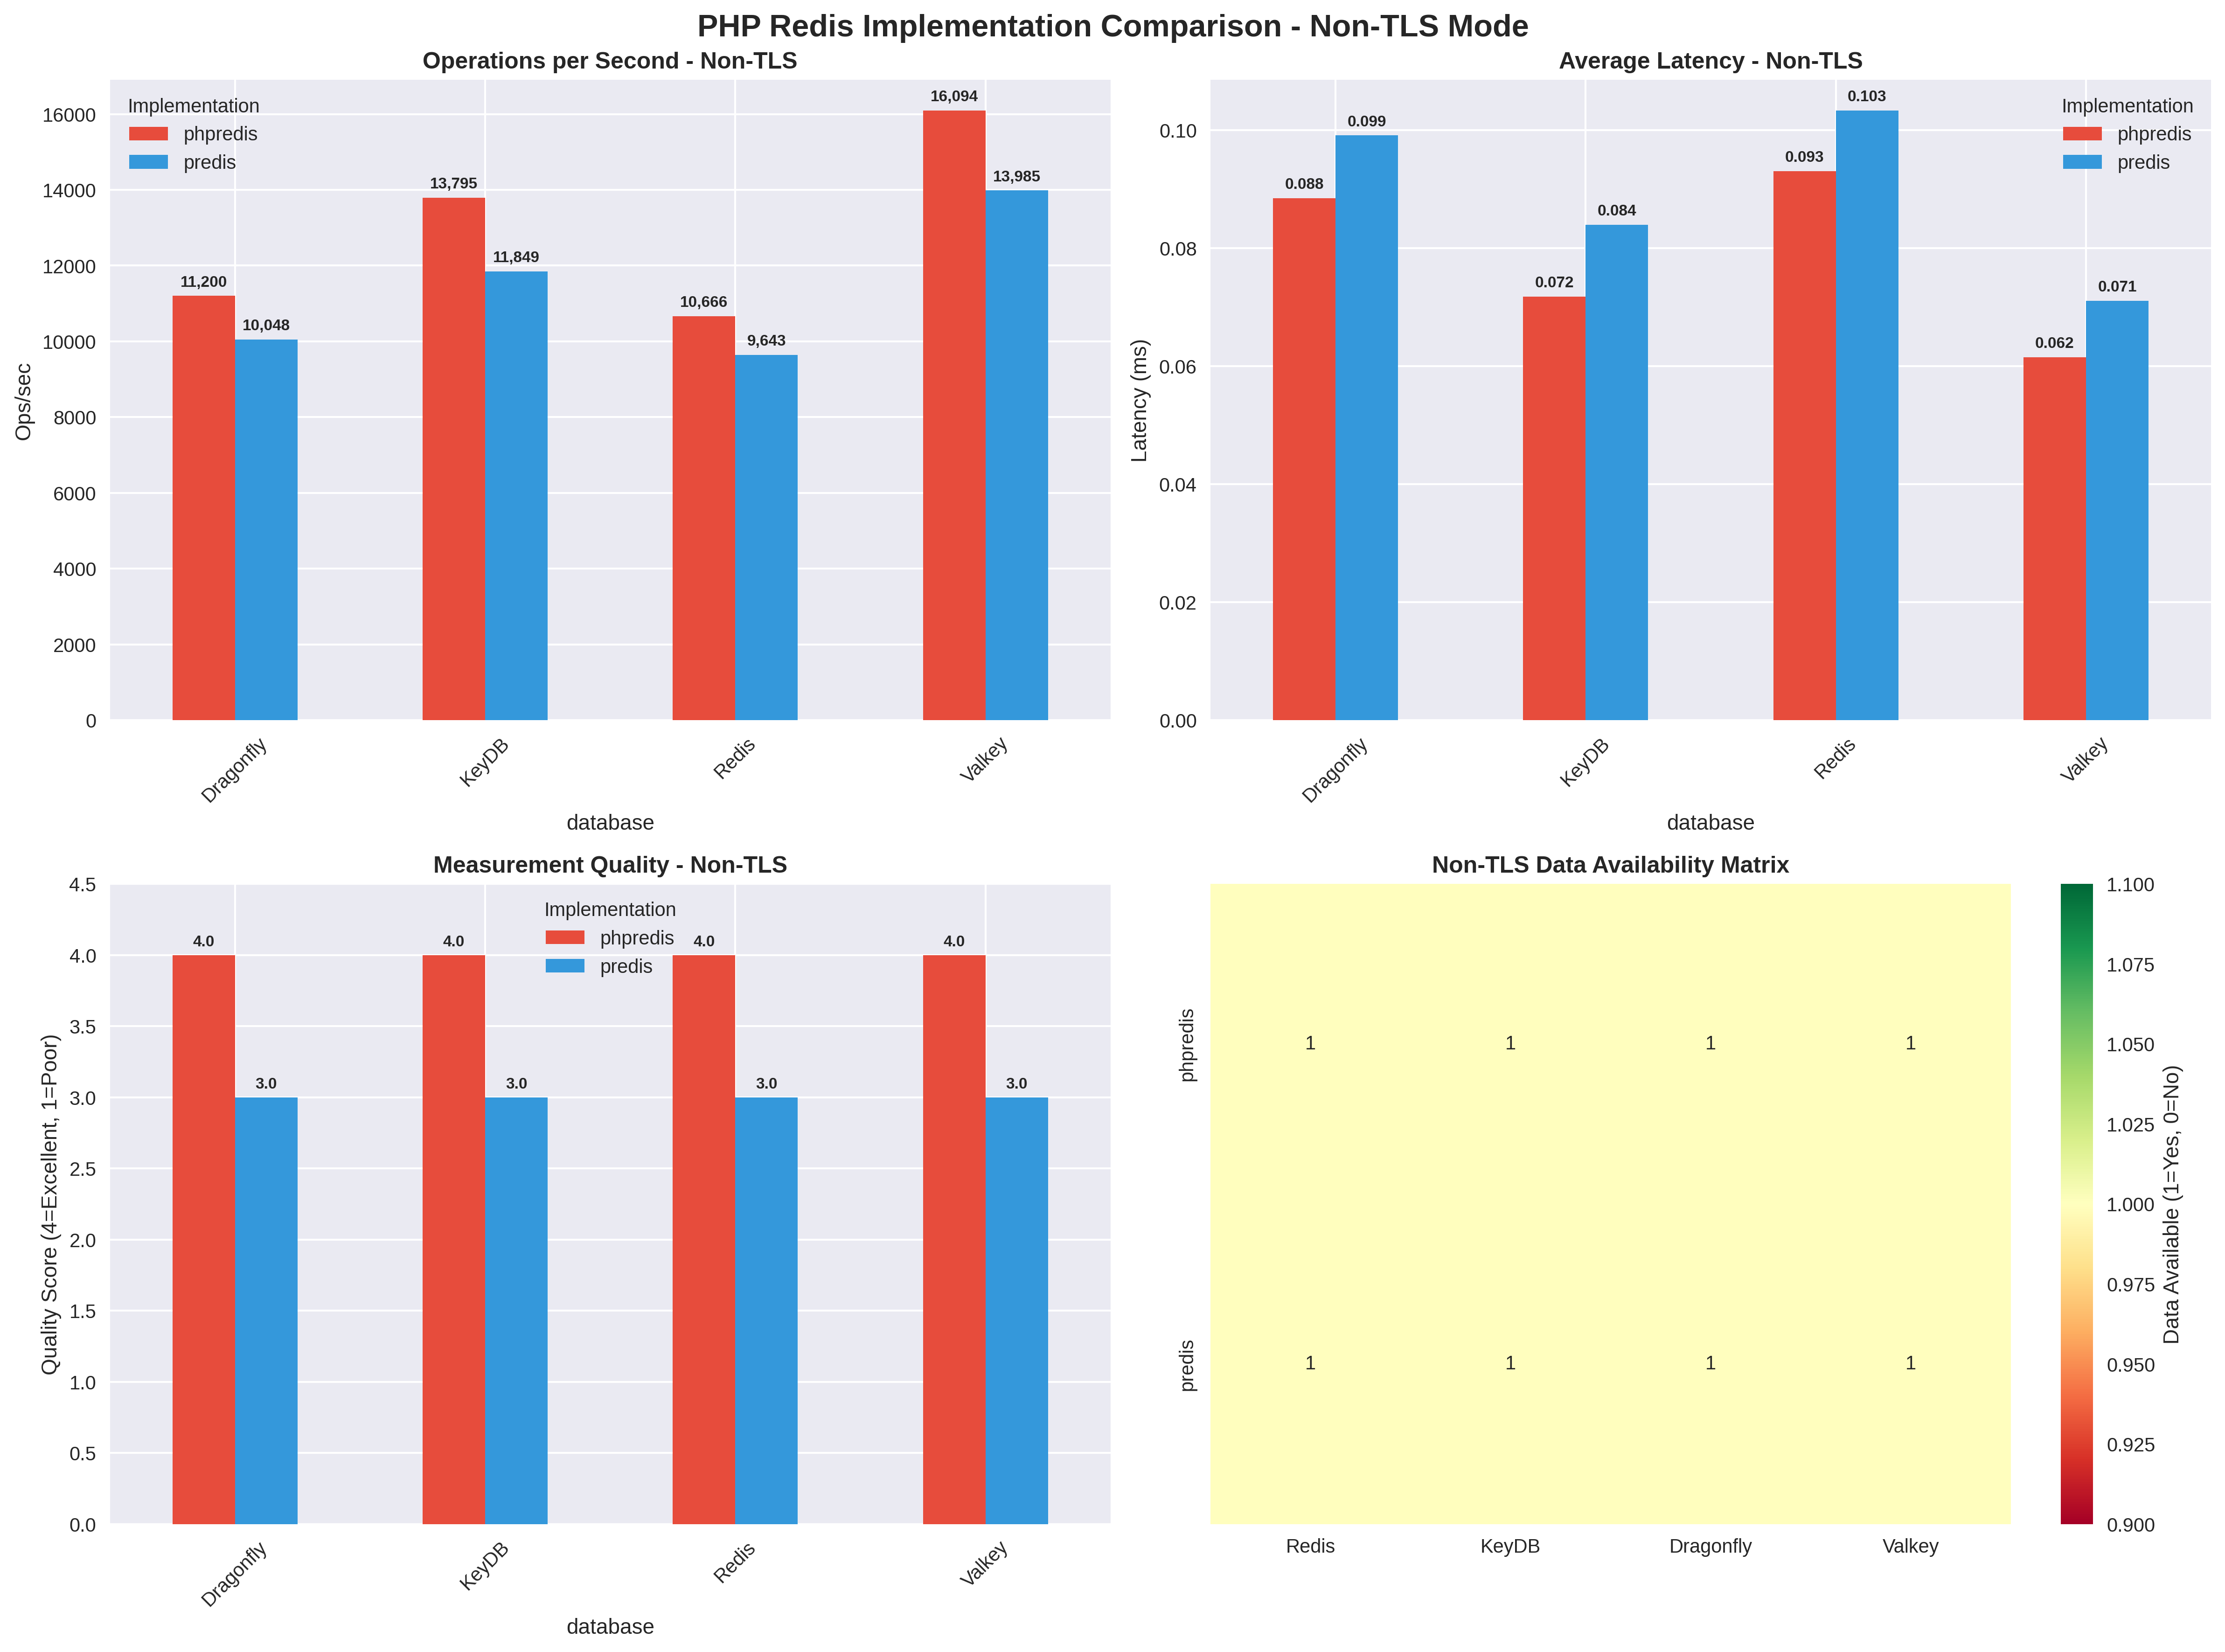 PHP Redis Implementation Comparison - Non-TLS Mode
Operations per Second - Non-TLS
Implementation
phpredis
predis
16000
14000
12000
10000
8000
6000
4000
2000
0
Ops/sec
11,200
10,048
13,795
11,849
10,666
9,643
16,094
13,985
Dragonfly
KeyDB
Redis
Valkey
database
Average Latency - Non-TLS
Implementation
phpredis
predis
0.10
0.08
0.06
0.04
0.02
0.00
Latency (ms)
0.088
0.099
0.072
0.084
0.093
0.103
0.062
0.071
Dragonfly
KeyDB
Redis
Valkey
database
Measurement Quality - Non-TLS
Implementation
phpredis
predis
4.5
4.0
3.5
3.0
2.5
2.0
1.5
1.0
0.5
0.0
Quality Score (4=Excellent, 1=Poor)
4.0
3.0
4.0
3.0
4.0
3.0
4.0
3.0
Dragonfly
KeyDB
Redis
Valkey
database
Non-TLS Data Availability Matrix
phpredis
1 1 1 1
predis
1 1 1 1
Redis
KeyDB
Dragonfly
Valkey
1.100
1.075
1.050
1.025
1.000
0.975
0.950
0.925
0.900
Data Available (1=Yes, 0=No)